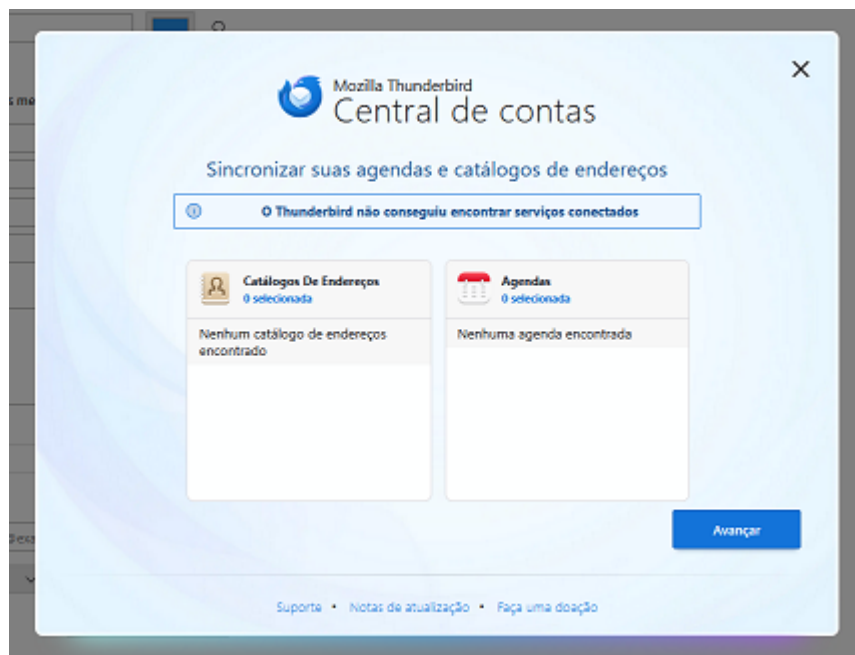 Mozilla Thunderbird
Central de contas
Sincronizar suas agendas e catálogos de endereços
O Thunderbird não conseguiu encontrar serviços conectados
Catálogos De Endereços
0 selecionada
Nenhum catálogo de endereços
encontrado
Agendas
0 selecionada
Nenhuma agenda encontrada
Avançar
Suporte • Notas de atualização • Faça uma doação